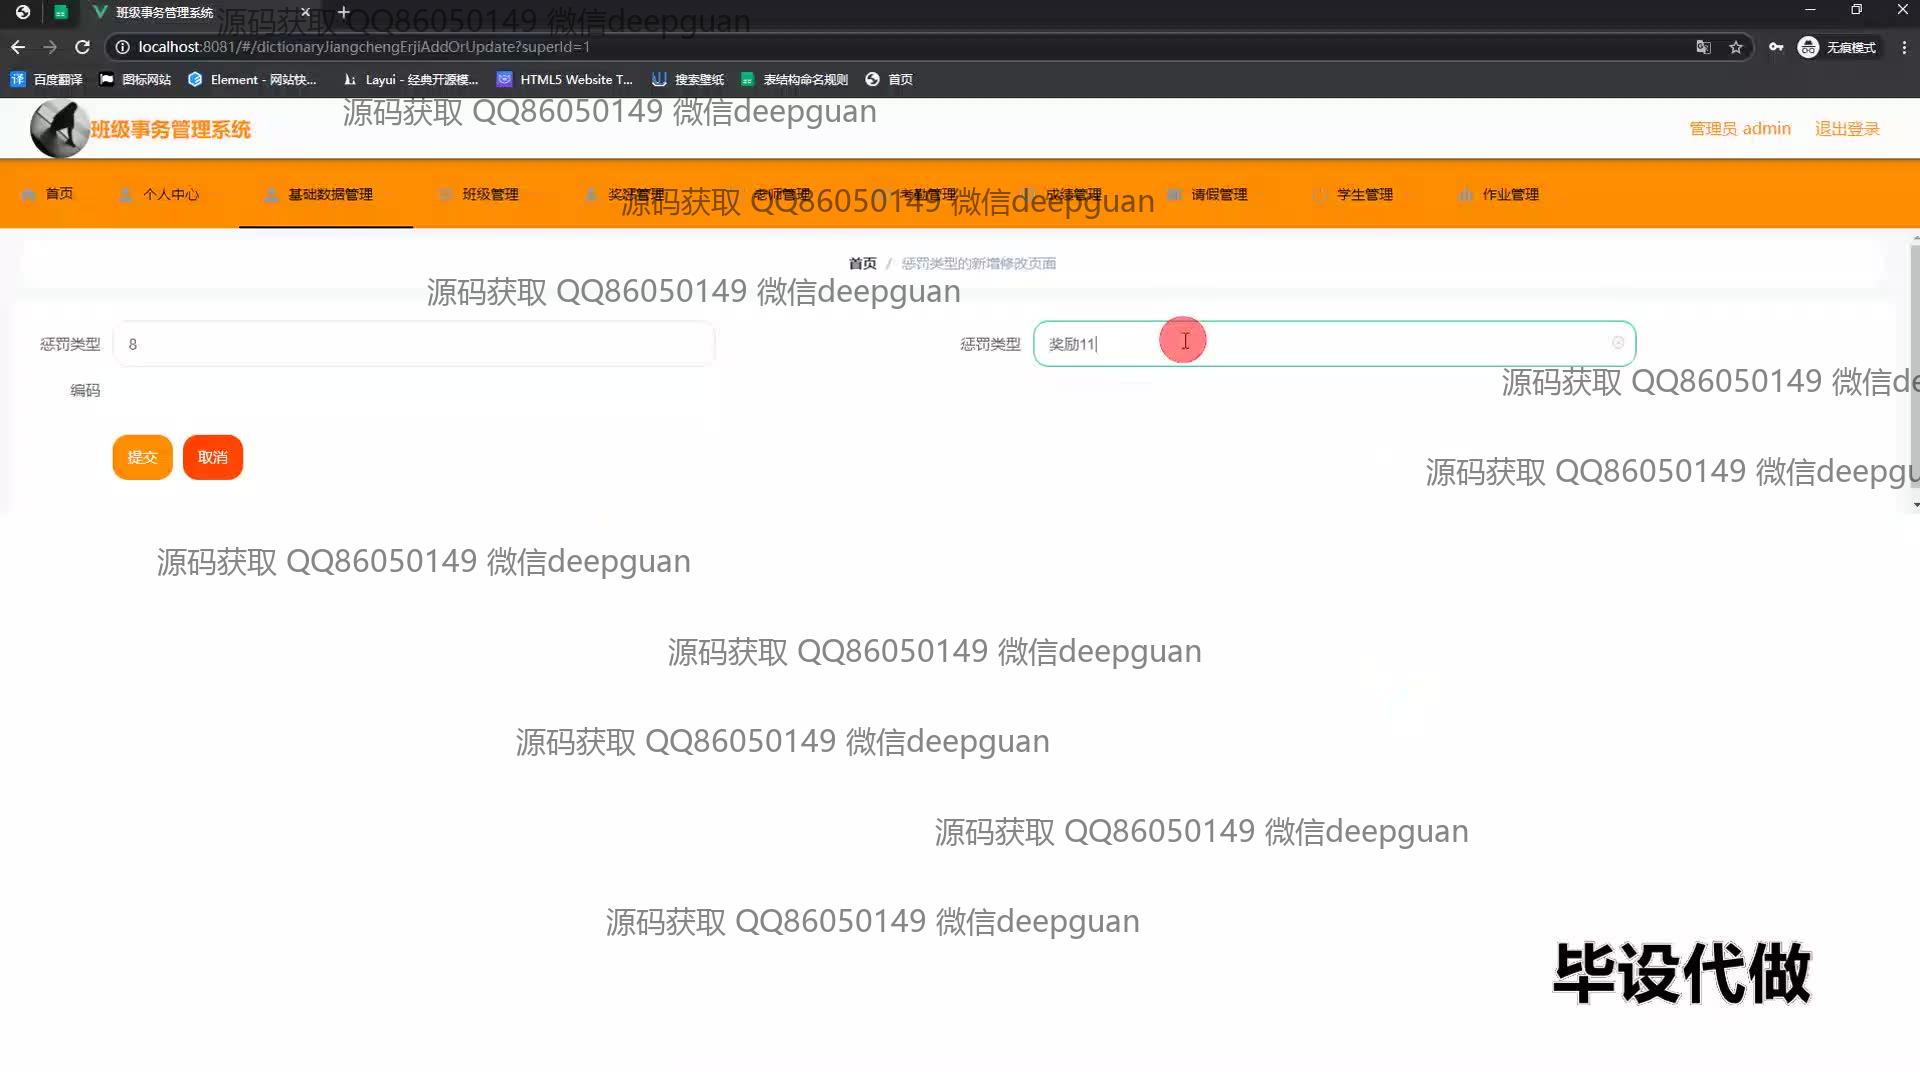 班级事务管理系统
源码获取 QQ86050149 微信deepguan
localhost:8081/#/dictionaryJiangchengErjiAddOrUpdate?superId=1
无痕模式
百度翻译
图标网站
Element - 网站快...
Layui - 经典开源模...
HTML5 Website T...
搜索壁纸
表结构命名规则
首页
班级事务管理系统
源码获取 QQ86050149 微信deepguan
管理员 admin
退出登录
首页
个人中心
基础数据管理
班级管理
奖惩管理
老师管理
考勤管理
成绩管理
请假管理
学生管理
作业管理
源码获取 QQ86050149 微信deepguan
首页 / 惩罚类型的新增修改页面
源码获取 QQ86050149 微信deepguan
惩罚类型
8
惩罚类型
奖励11
编码
源码获取 QQ86050149 微信de
提交
取消
源码获取 QQ86050149 微信deepgu
源码获取 QQ86050149 微信deepguan
源码获取 QQ86050149 微信deepguan
源码获取 QQ86050149 微信deepguan
源码获取 QQ86050149 微信deepguan
源码获取 QQ86050149 微信deepguan
毕设代做